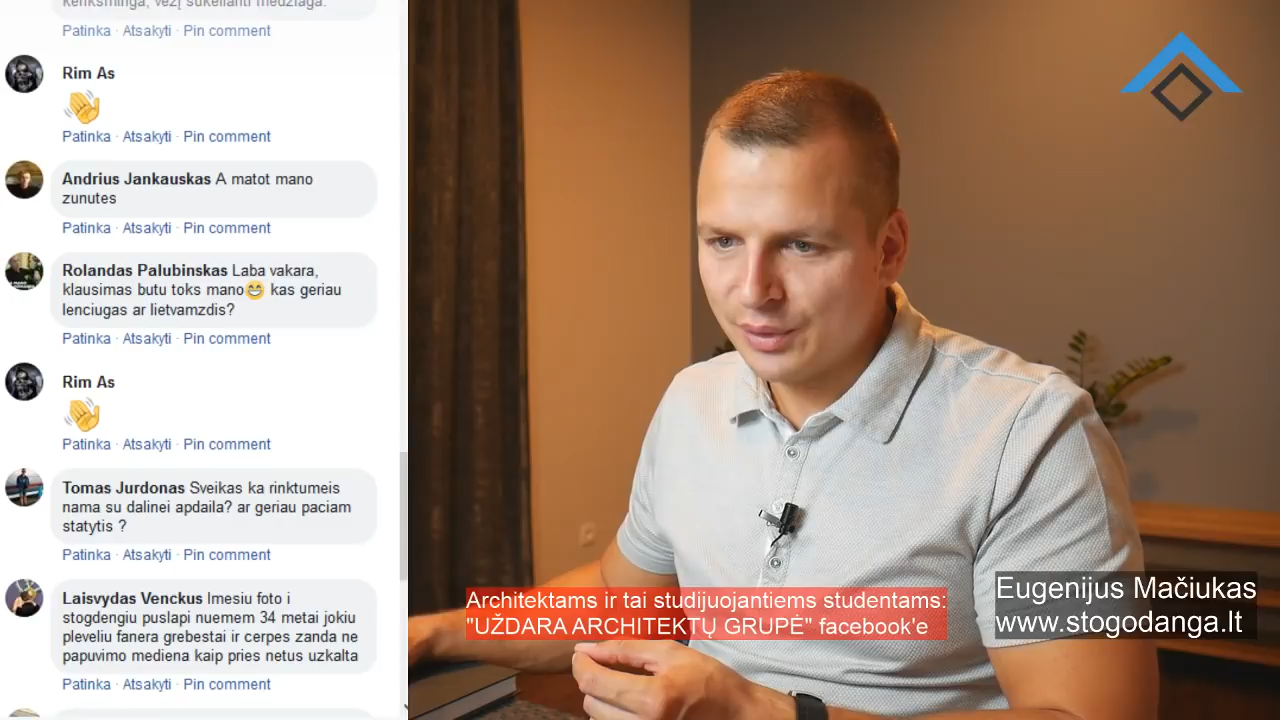 kenksminga, vėžį sukelianti medžiaga.
Patinka · Atsakyti · Pin comment
Rim As
Patinka · Atsakyti · Pin comment
Andrius Jankauskas A matot mano
zunutes
Patinka · Atsakyti · Pin comment
Rolandas Palubinskas Laba vakara,
klausimas butu toks mano😁 kas geriau
lenciugas ar lietvamzdis?
Patinka · Atsakyti · Pin comment
Rim As
Patinka · Atsakyti · Pin comment
Tomas Jurdonas Sveikas ka rinktumeis
nama su dalinei apdaila? ar geriau paciam
statytis ?
Patinka · Atsakyti · Pin comment
Laisvydas Venckus Imesiu foto i
stogdengiu puslapi nuemem 34 metai jokiu
pleveliu fanera grebestai ir cerpes zanda ne
papuvimo mediena kaip pries netus uzkalta
Patinka · Atsakyti · Pin comment
Architektams ir tai studijuojantiems studentams:
"UŽDARA ARCHITEKTŲ GRUPĖ" facebook'e
Eugenijus Mačiukas
www.stogodanga.lt